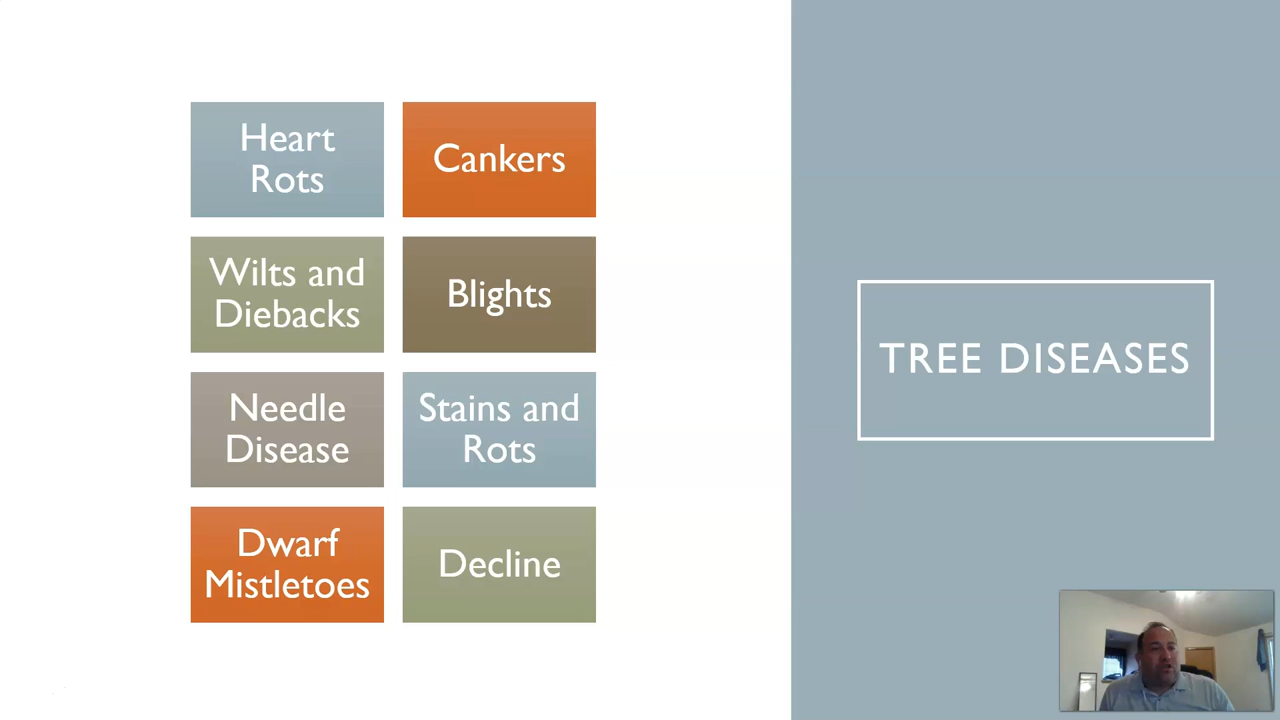 Heart
Rots
Cankers
Wilts and
Diebacks
Blights
Needle
Disease
Stains and
Rots
Dwarf
Mistletoes
Decline
TREE DISEASES